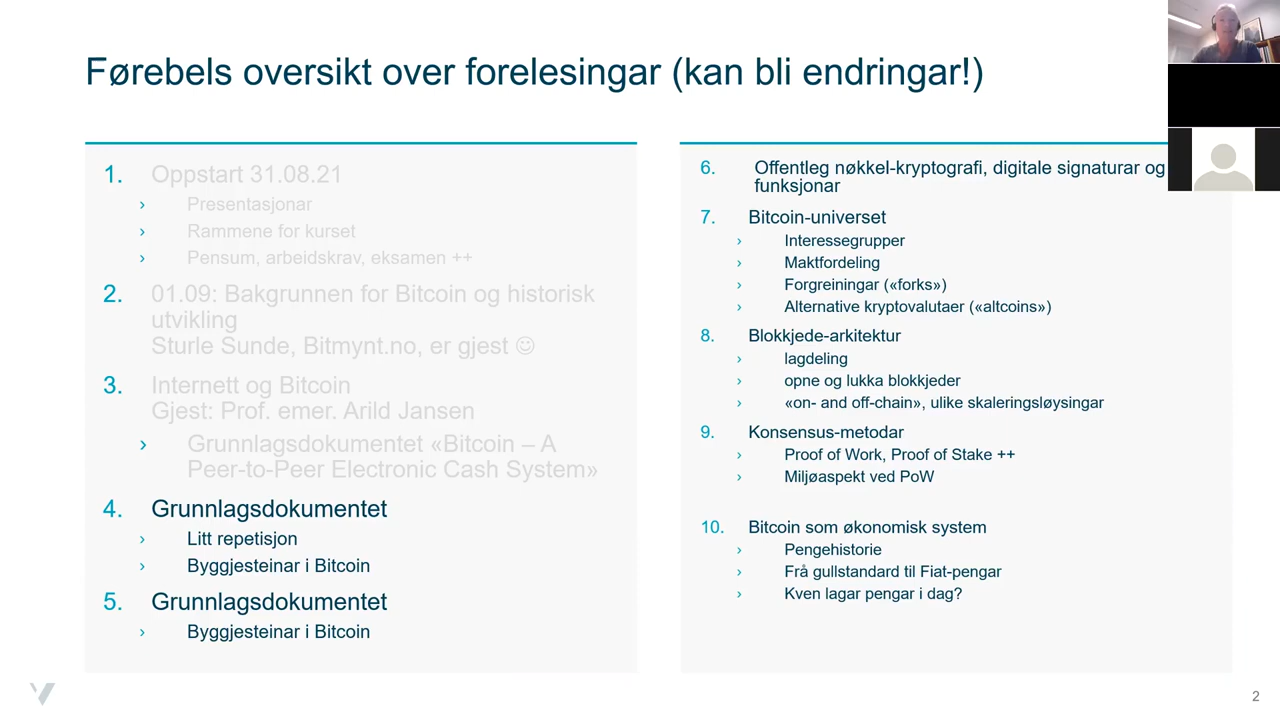 Førebels oversikt over forelesingar (kan bli endringar!)
1. Oppstart 31.08.21
› Presentasjonar
› Rammene for kurset
› Pensum, arbeidskrav, eksamen ++
2. 01.09: Bakgrunnen for Bitcoin og historisk
utvikling
Sturle Sunde, Bitmynt.no, er gjest ☺
3. Internett og Bitcoin
Gjest: Prof. emer. Arild Jansen
› Grunnlagsdokumentet «Bitcoin – A
Peer-to-Peer Electronic Cash System»
4. Grunnlagsdokumentet
› Litt repetisjon
› Byggjesteinar i Bitcoin
5. Grunnlagsdokumentet
› Byggjesteinar i Bitcoin
6. Offentleg nøkkel-kryptografi, digitale signaturar og
funksjonar
7. Bitcoin-universet
› Interessegrupper
› Maktfordeling
› Forgreiningar («forks»)
› Alternative kryptovalutaer («altcoins»)
8. Blokkjede-arkitektur
› lagdeling
› opne og lukka blokkjeder
› «on- and off-chain», ulike skaleringsløysingar
9. Konsensus-metodar
› Proof of Work, Proof of Stake ++
› Miljøaspekt ved PoW
10. Bitcoin som økonomisk system
› Pengehistorie
› Frå gullstandard til Fiat-pengar
› Kven lagar pengar i dag?
2